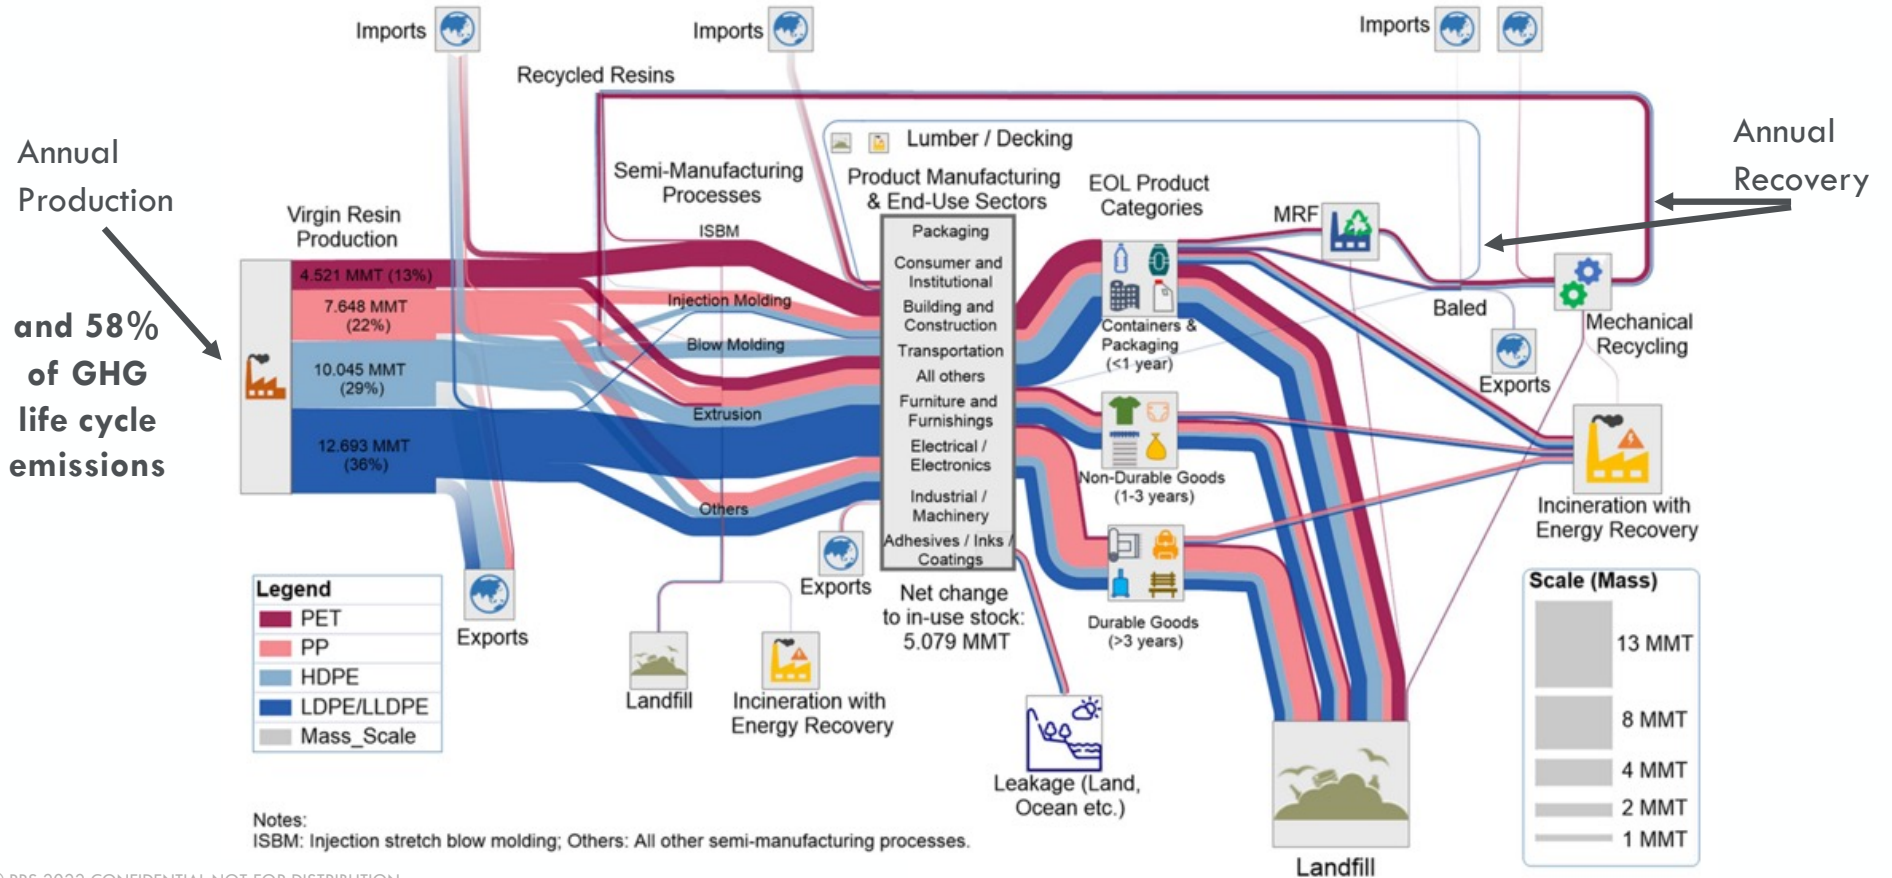 Imports
Imports
Imports
Recycled Resins
Annual
Production
and 58%
of GHG
life cycle
emissions
Annual
Recovery
Lumber / Decking
Semi-Manufacturing
Processes
Product Manufacturing
& End-Use Sectors
EOL Product
Categories
Virgin Resin
Production
MRF
4.521 MMT (13%)
7.648 MMT
(22%)
10.045 MMT
(29%)
12.693 MMT
(36%)
ISBM
Injection Molding
Blow Molding
Extrusion
Others
Packaging
Consumer and
Institutional
Building and
Construction
Transportation
All others
Furniture and
Furnishings
Electrical /
Electronics
Industrial /
Machinery
Adhesives / Inks /
Coatings
Containers &
Packaging
(<1 year)
Non-Durable Goods
(1-3 years)
Durable Goods
(>3 years)
Baled
Exports
Mechanical
Recycling
Incineration with
Energy Recovery
Exports
Exports
Net change
to in-use stock:
5.079 MMT
Landfill
Incineration with
Energy Recovery
Leakage (Land,
Ocean etc.)
Landfill
Legend
PET
PP
HDPE
LDPE/LLDPE
Mass_Scale
Scale (Mass)
13 MMT
8 MMT
4 MMT
2 MMT
1 MMT
Notes:
ISBM: Injection stretch blow molding; Others: All other semi-manufacturing processes.